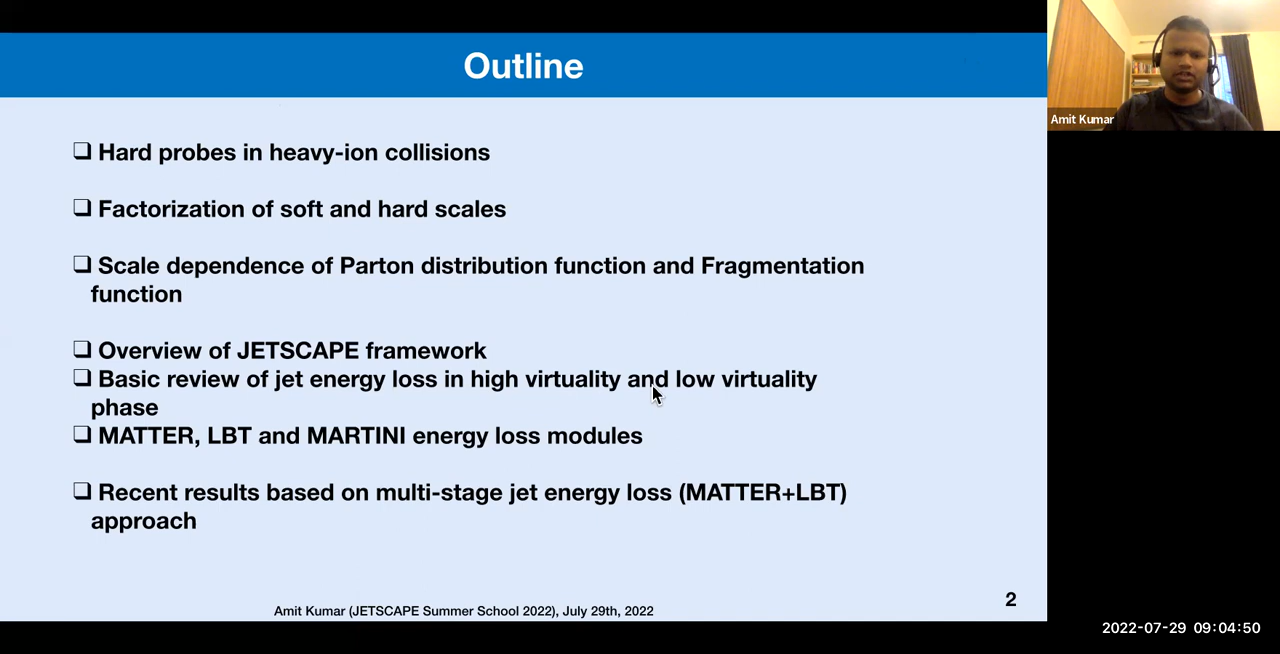 Outline
Amit Kumar
❑ Hard probes in heavy-ion collisions
❑ Factorization of soft and hard scales
❑ Scale dependence of Parton distribution function and Fragmentation
function
❑ Overview of JETSCAPE framework
❑ Basic review of jet energy loss in high virtuality and low virtuality
phase
❑ MATTER, LBT and MARTINI energy loss modules
❑ Recent results based on multi-stage jet energy loss (MATTER+LBT)
approach
Amit Kumar (JETSCAPE Summer School 2022), July 29th, 2022
2
2022-07-29 09:04:50